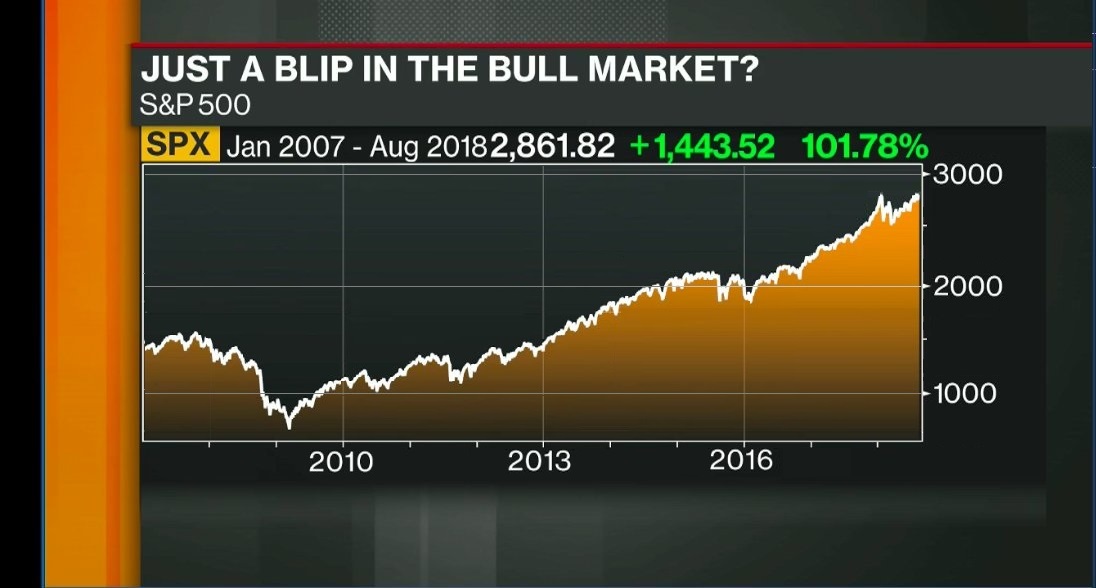 JUST A BLIP IN THE BULL MARKET?
S&P 500
SPX Jan 2007 - Aug 2018 2,861.82 +1,443.52 101.78%
3000
2000
1000
2010 2013 2016